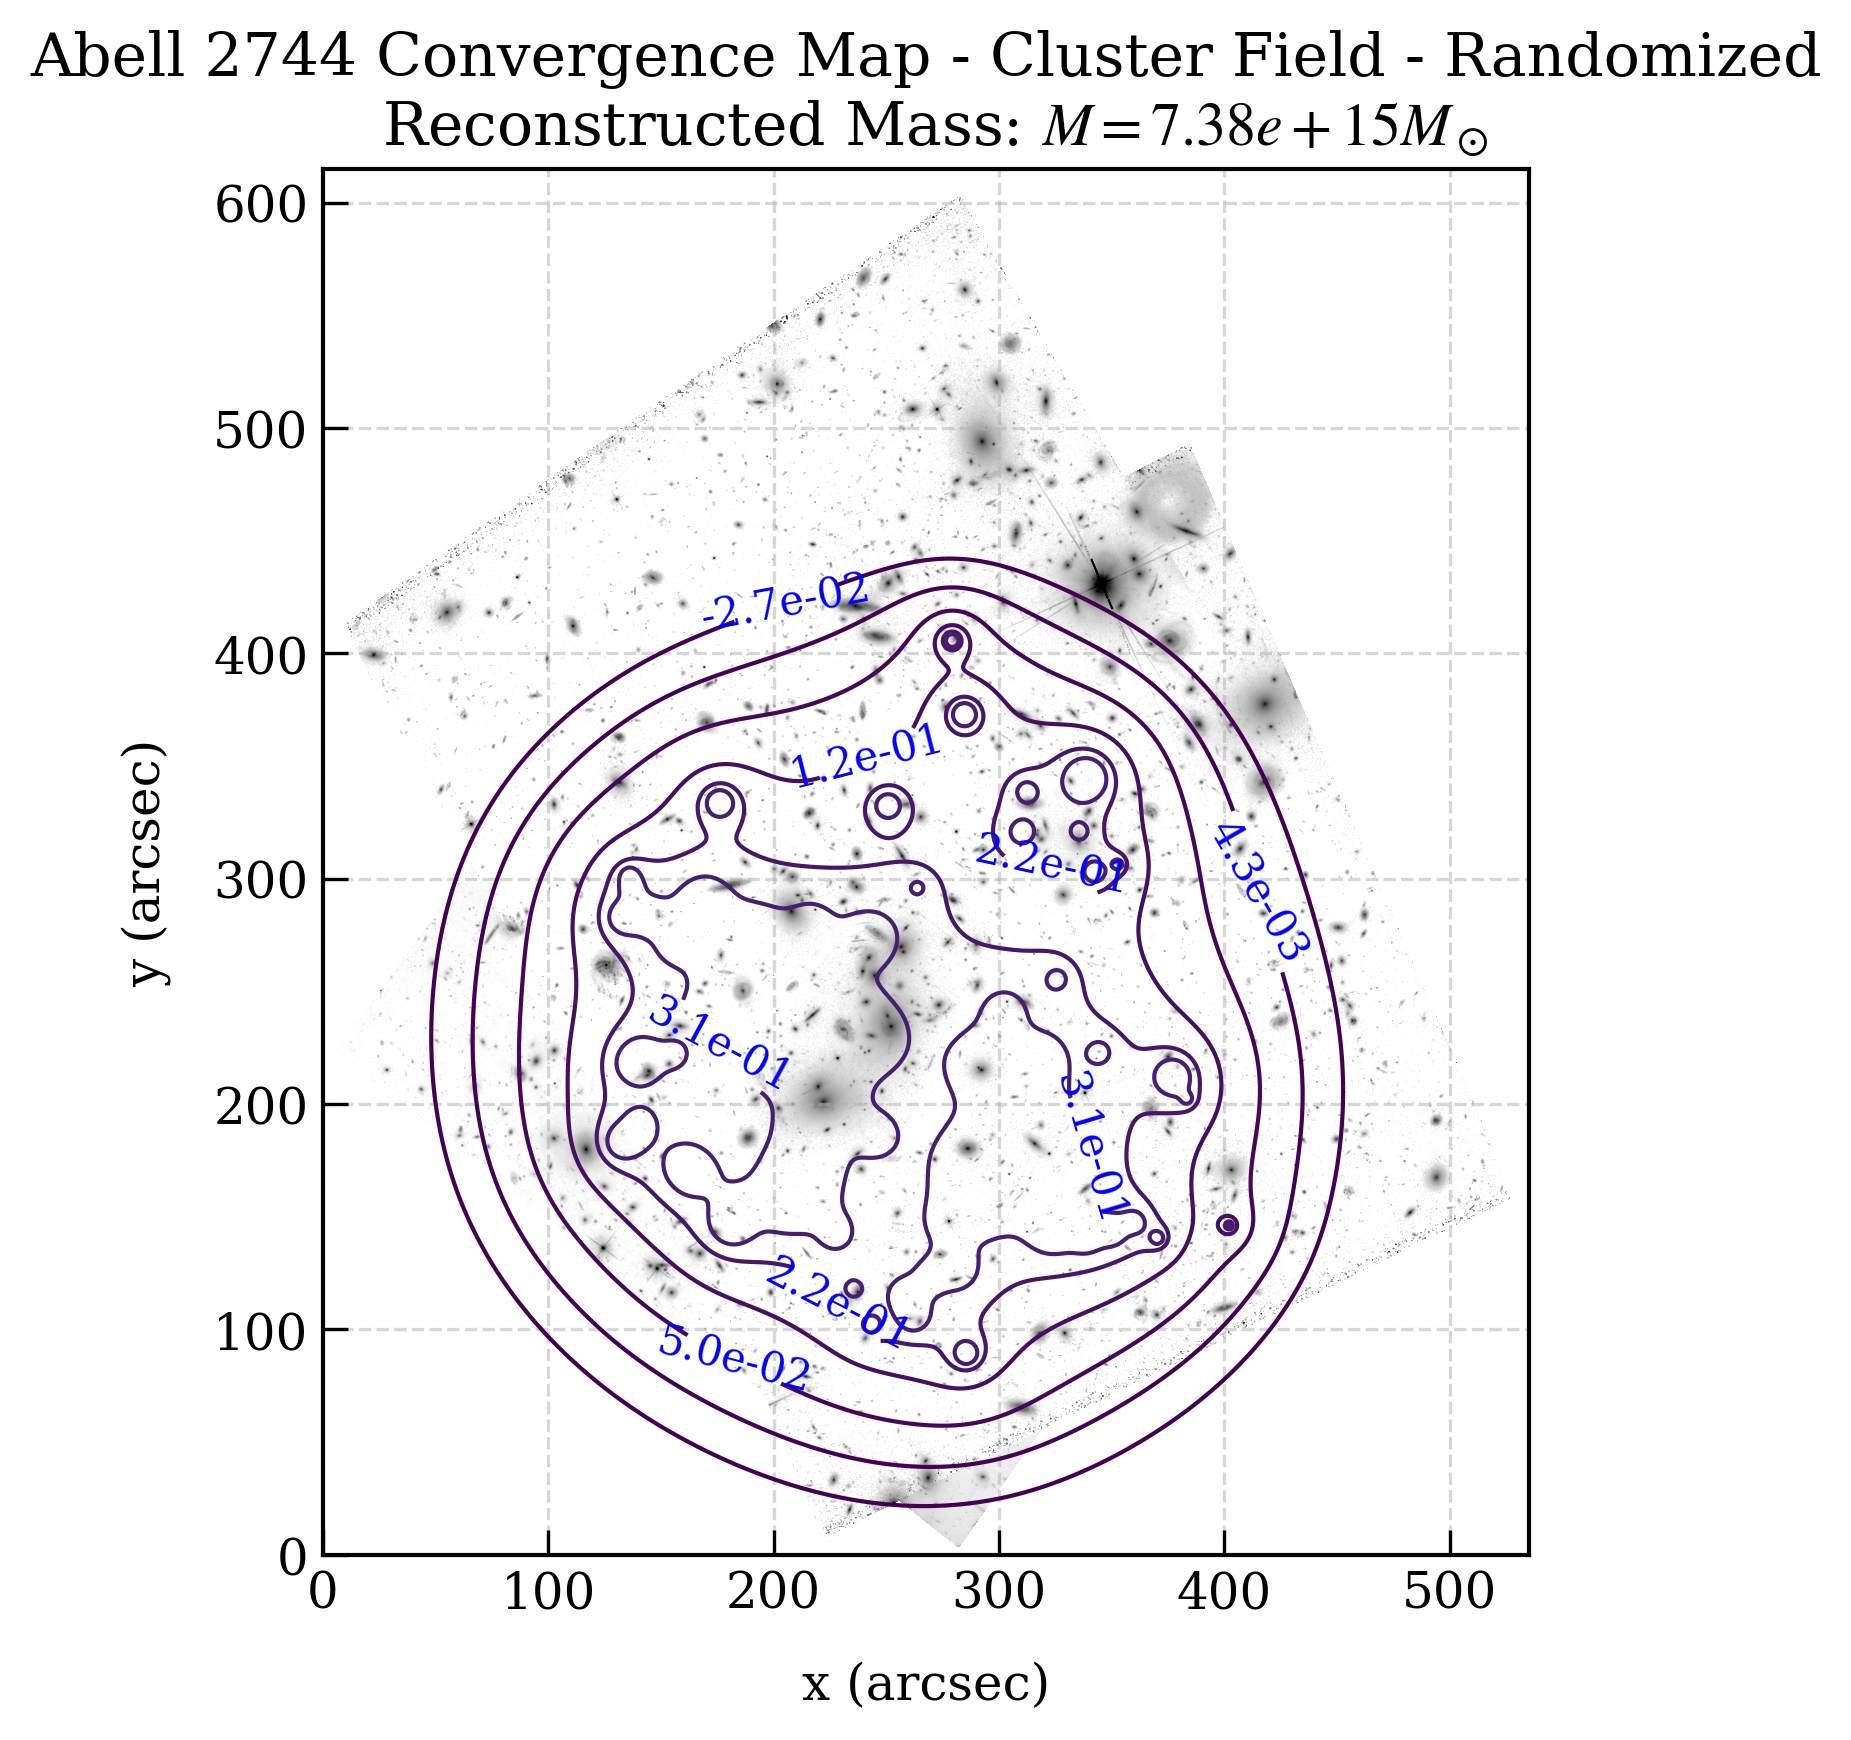 Abell 2744 Convergence Map - Cluster Field - Randomized
Reconstructed Mass: M = 7.38e + 15M⊙
600
500
400
300
200
100
0
y (arcsec)
-2.7e-02
1.2e-01
2.2e-01
4.3e-03
3.1e-01
3.1e-01
2.2e-01
5.0e-02
0 100 200 300 400 500
x (arcsec)